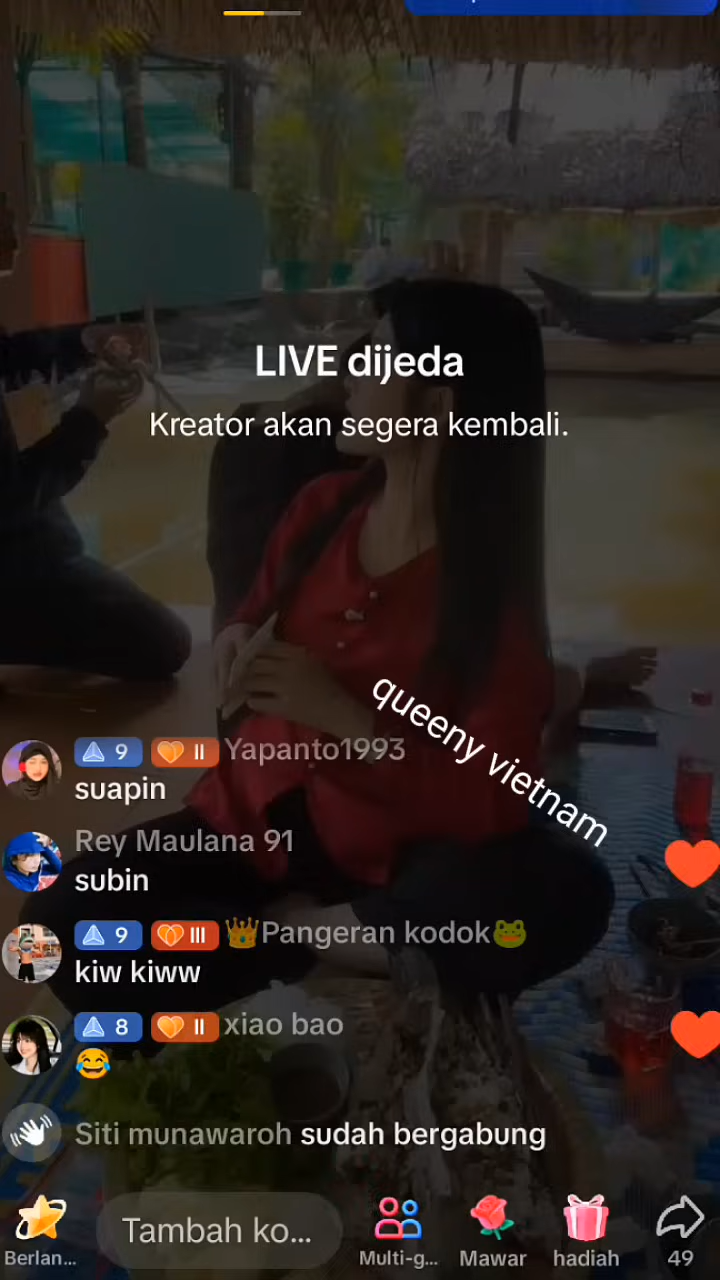 LIVE dijeda
Kreator akan segera kembali.
queeny vietnam
9 II Yapanto1993
suapin
Rey Maulana 91
subin
9 III 👑Pangeran kodok🐸
kiw kiww
8 II xiao bao
😂
Siti munawaroh sudah bergabung
Tambah ko...
Berlan... Multi-g... Mawar hadiah 49